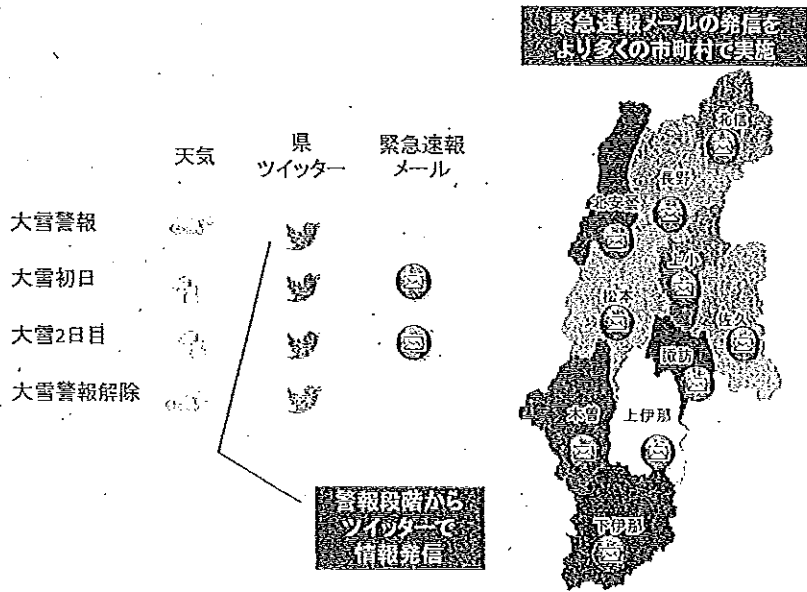 緊急速報メールの発信を
より多くの市町村で実施
天気
県
ツイッター
緊急速報
メール
大雪警報
大雪初日
大雪2日目
大雪警報解除
警報段階から
ツイッターで
情報発信
北信
長野
北安曇
上小
松本
佐久
諏訪
木曽
上伊那
下伊那